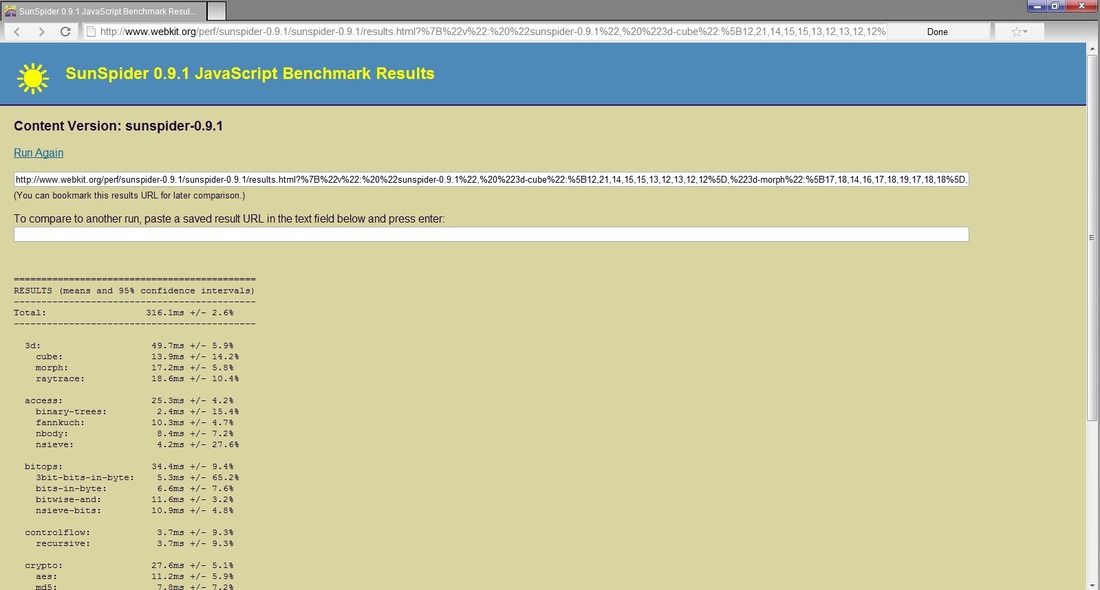 SunSpider 0.9.1 JavaScript Benchmark Resul...
http://www.webkit.org/perf/sunspider-0.9.1/sunspider-0.9.1/results.html?%7B%22v%22:%20%22sunspider-0.9.1%22,%20%223d-cube%22:%5B12,21,14,15,15,13,12,13,12,12% Done
SunSpider 0.9.1 JavaScript Benchmark Results
Content Version: sunspider-0.9.1
Run Again
http://www.webkit.org/perf/sunspider-0.9.1/sunspider-0.9.1/results.html?%7B%22v%22:%20%22sunspider-0.9.1%22,%20%223d-cube%22:%5B12,21,14,15,15,13,12,13,12,12%5D,%223d-morph%22:%5B17,18,14,16,17,18,19,17,18,18%5D,
(You can bookmark this results URL for later comparison.)
To compare to another run, paste a saved result URL in the text field below and press enter:
============================================
RESULTS (means and 95% confidence intervals)
--------------------------------------------
Total: 316.1ms +/- 2.6%
--------------------------------------------
3d: 49.7ms +/- 5.9%
cube: 13.9ms +/- 14.2%
morph: 17.2ms +/- 5.8%
raytrace: 18.6ms +/- 10.4%
access: 25.3ms +/- 4.2%
binary-trees: 2.4ms +/- 15.4%
fannkuch: 10.3ms +/- 4.7%
nbody: 8.4ms +/- 7.2%
nsieve: 4.2ms +/- 27.6%
bitops: 34.4ms +/- 9.4%
3bit-bits-in-byte: 5.3ms +/- 65.2%
bits-in-byte: 6.6ms +/- 7.6%
bitwise-and: 11.6ms +/- 3.2%
nsieve-bits: 10.9ms +/- 4.8%
controlflow: 3.7ms +/- 9.3%
recursive: 3.7ms +/- 9.3%
crypto: 27.6ms +/- 5.1%
aes: 11.2ms +/- 5.9%
md5: 7.8ms +/- 7.2%